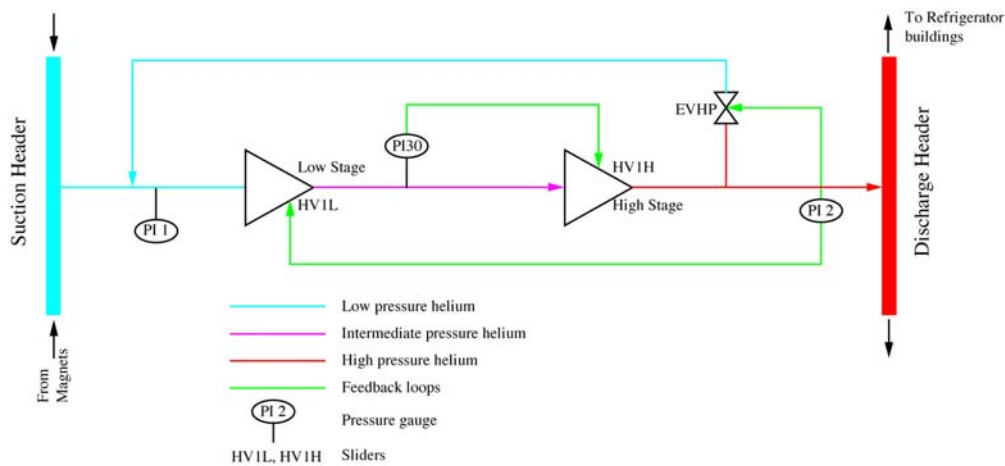 To Refrigerator
buildings
Suction Header
EVHP
PI30
Low Stage
HV1L
HV1H
High Stage
PI 1
PI 2
Discharge Header
From
Magnets
Low pressure helium
Intermediate pressure helium
High pressure helium
Feedback loops
PI 2
Pressure gauge
HV1L, HV1H
Sliders